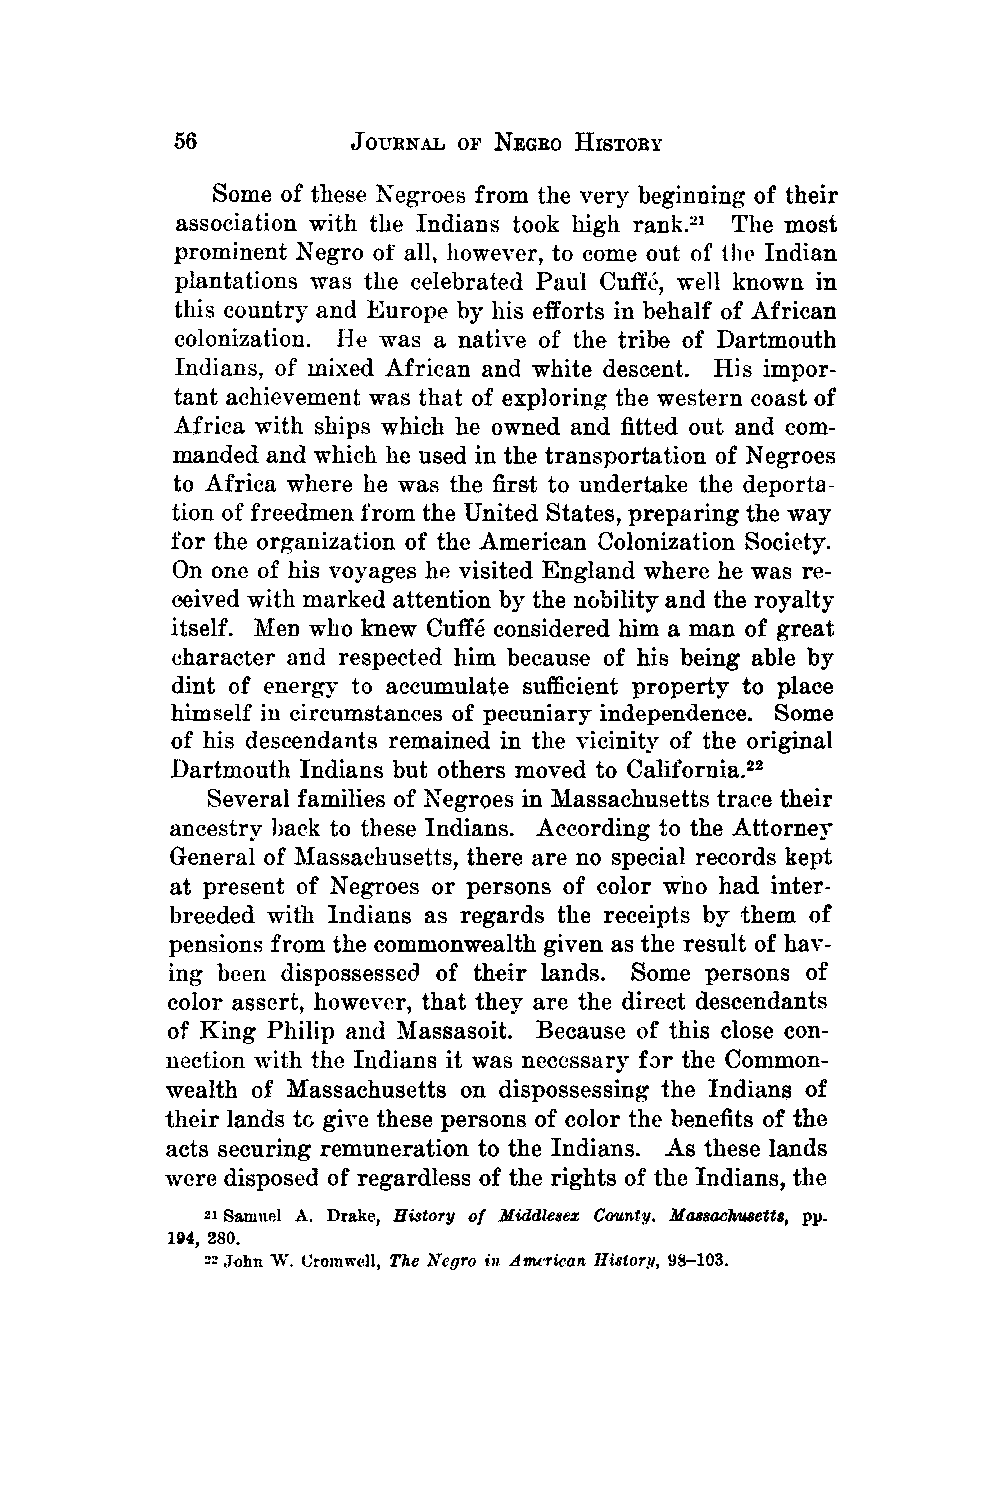 56 JOURNAL OF NEGRO HISTORY
Some of these Negroes from the very beginning of their
association with the Indians took high rank.²¹ The most
prominent Negro of all, however, to come out of the Indian
plantations was the celebrated Paul Cuffé, well known in
this country and Europe by his efforts in behalf of African
colonization. He was a native of the tribe of Dartmouth
Indians, of mixed African and white descent. His impor-
tant achievement was that of exploring the western coast of
Africa with ships which he owned and fitted out and com-
manded and which he used in the transportation of Negroes
to Africa where he was the first to undertake the deporta-
tion of freedmen from the United States, preparing the way
for the organization of the American Colonization Society.
On one of his voyages he visited England where he was re-
ceived with marked attention by the nobility and the royalty
itself. Men who knew Cuffé considered him a man of great
character and respected him because of his being able by
dint of energy to accumulate sufficient property to place
himself in circumstances of pecuniary independence. Some
of his descendants remained in the vicinity of the original
Dartmouth Indians but others moved to California.²²
Several families of Negroes in Massachusetts trace their
ancestry back to these Indians. According to the Attorney
General of Massachusetts, there are no special records kept
at present of Negroes or persons of color who had inter-
breeded with Indians as regards the receipts by them of
pensions from the commonwealth given as the result of hav-
ing been dispossessed of their lands. Some persons of
color assert, however, that they are the direct descendants
of King Philip and Massasoit. Because of this close con-
nection with the Indians it was necessary for the Common-
wealth of Massachusetts on dispossessing the Indians of
their lands to give these persons of color the benefits of the
acts securing remuneration to the Indians. As these lands
were disposed of regardless of the rights of the Indians, the
²¹ Samuel A. Drake, History of Middlesex County. Massachusetts, pp.
194, 280.
²² John W. Cromwell, The Negro in American History, 98–103.